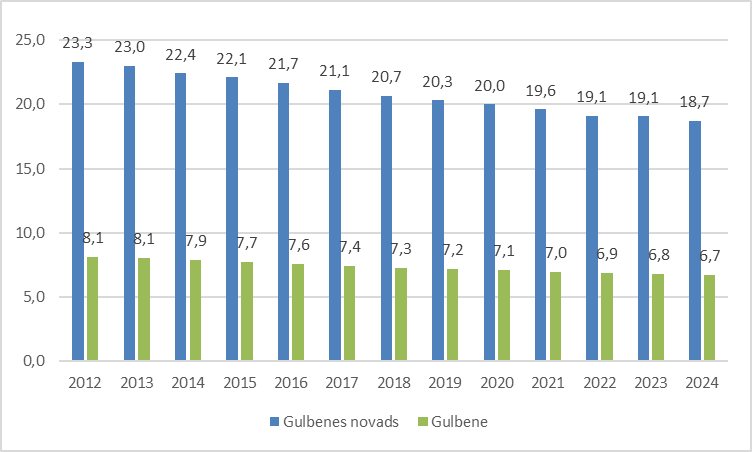 25,0
20,0
15,0
10,0
5,0
0,0
23,3 23,0 22,4 22,1 21,7 21,1 20,7 20,3 20,0 19,6 19,1 19,1 18,7
8,1 8,1 7,9 7,7 7,6 7,4 7,3 7,2 7,1 7,0 6,9 6,8 6,7
2012 2013 2014 2015 2016 2017 2018 2019 2020 2021 2022 2023 2024
Gulbenes novads Gulbene